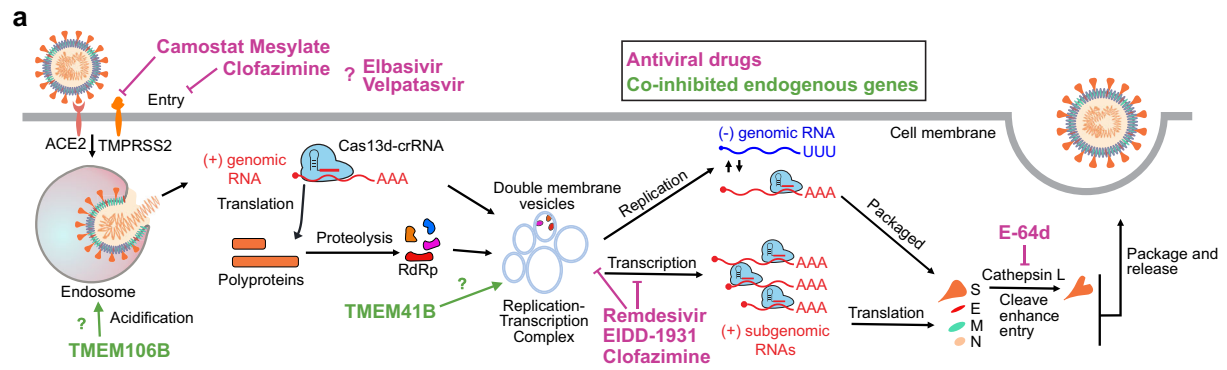 a
Camostat Mesylate
Clofazimine
? Elbasivir
Velpatasvir
Entry
Antiviral drugs
Co-inhibited endogenous genes
ACE2
TMPRSS2
Cell membrane
(+) genomic
RNA
Cas13d-crRNA
AAA
Translation
Polyproteins
Proteolysis
RdRp
Endosome
?
Acidification
TMEM106B
TMEM41B
?
Double membrane
vesicles
Replication-
Transcription
Complex
Replication
(-) genomic RNA
UUU
AAA
Transcription
AAA
AAA
AAA
(+) subgenomic
RNAs
Remdesivir
EIDD-1931
Clofazimine
Packaged
Translation
E-64d
Cathepsin L
Cleave
enhance
entry
S
E
M
N
Package and
release